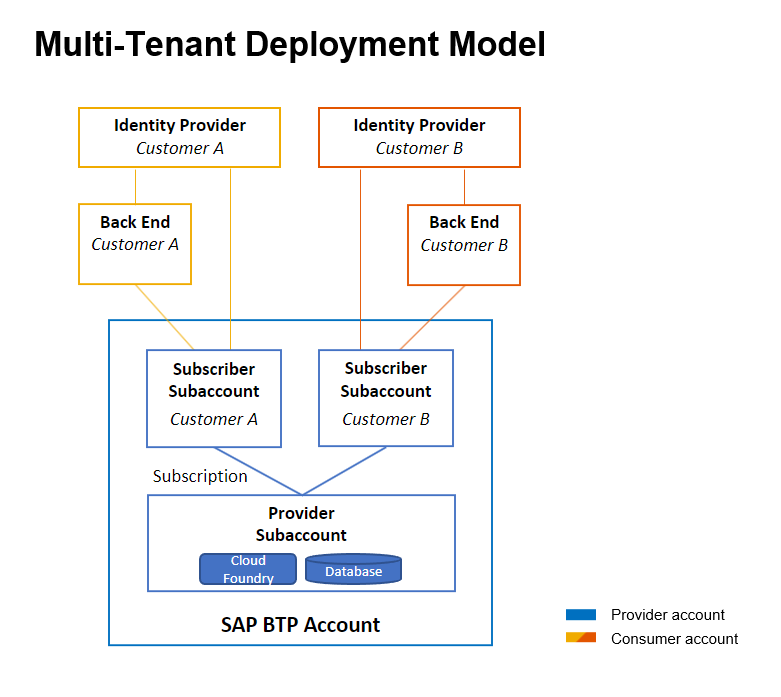 Multi-Tenant Deployment Model
Identity Provider
Customer A
Identity Provider
Customer B
Back End
Customer A
Back End
Customer B
Subscriber
Subaccount
Customer A
Subscriber
Subaccount
Customer B
Subscription
Provider
Subaccount
Cloud
Foundry
Database
SAP BTP Account
Provider account
Consumer account